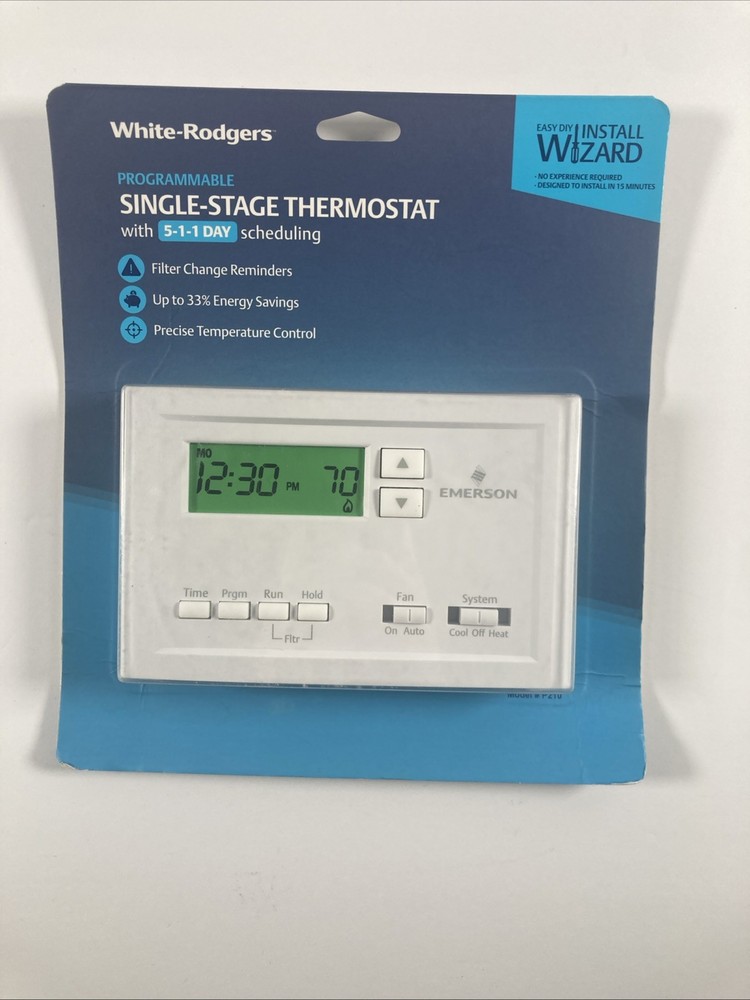 White-Rodgers
EASY DIY INSTALL
WIZARD
· NO EXPERIENCE REQUIRED
· DESIGNED TO INSTALL IN 15 MINUTES
PROGRAMMABLE
SINGLE-STAGE THERMOSTAT
with 5-1-1 DAY scheduling
Filter Change Reminders
Up to 33% Energy Savings
Precise Temperature Control
MO
12:30 PM 70
EMERSON
Time Prgm Run Hold
Fltr
Fan
On Auto
System
Cool Off Heat
Model # P210